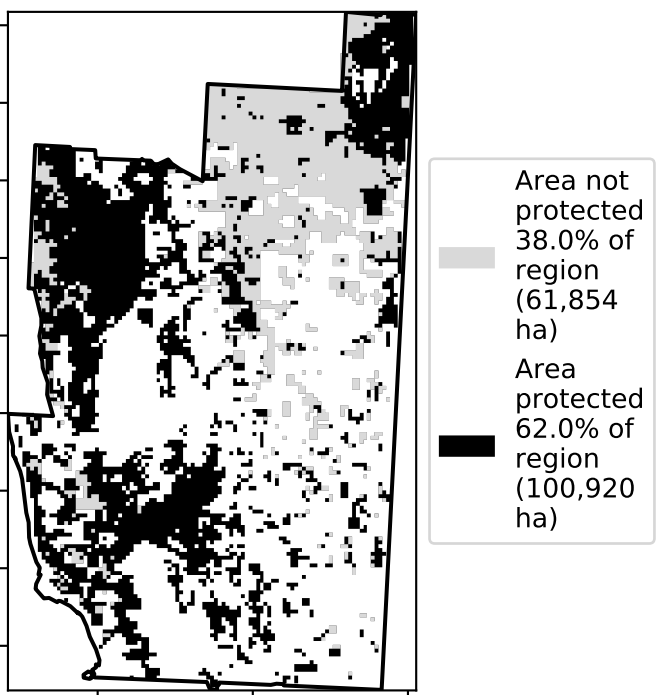 Area not
protected
38.0% of
region
(61,854
ha)
Area
protected
62.0% of
region
(100,920
ha)